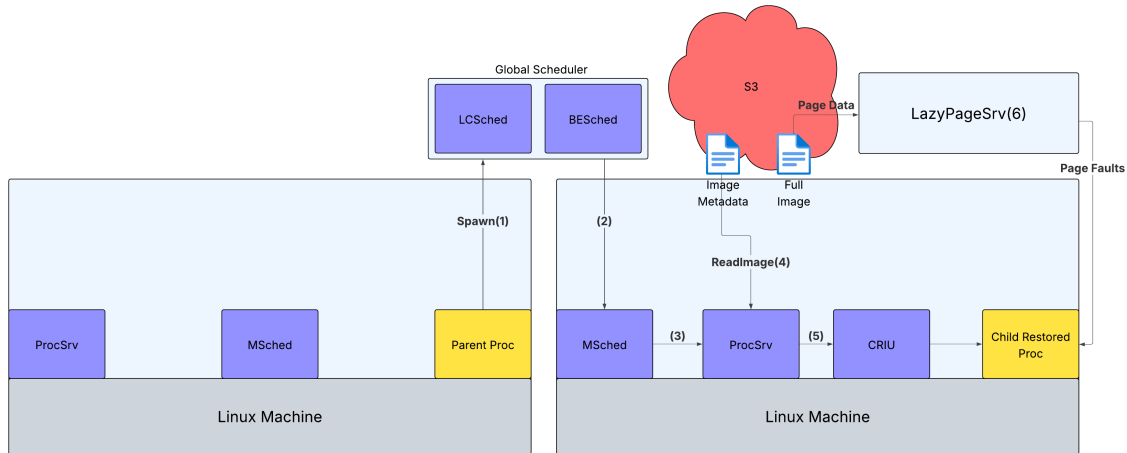 Global Scheduler
LCSched
BESched
S3
Page Data
LazyPageSrv(6)
Image
Metadata
Full
Image
Page Faults
Spawn(1)
(2)
ReadImage(4)
ProcSrv
MSched
Parent Proc
MSched
(3)
ProcSrv
(5)
CRIU
Child Restored
Proc
Linux Machine
Linux Machine